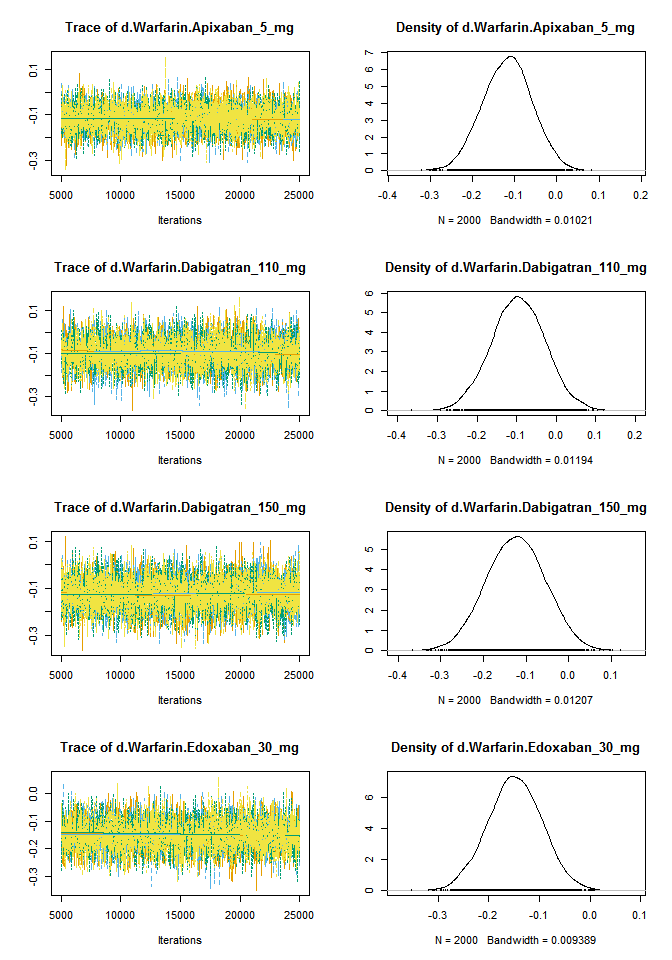 Trace of d.Warfarin.Apixaban_5_mg
Density of d.Warfarin.Apixaban_5_mg
0.1
-0.1
-0.3
5000 10000 15000 20000 25000
Iterations
7
6
5
4
3
2
1
0
-0.4 -0.3 -0.2 -0.1 0.0 0.1 0.2
N = 2000 Bandwidth = 0.01021
Trace of d.Warfarin.Dabigatran_110_mg
Density of d.Warfarin.Dabigatran_110_mg
0.1
-0.1
-0.3
5000 10000 15000 20000 25000
Iterations
6
5
4
3
2
1
0
-0.4 -0.3 -0.2 -0.1 0.0 0.1 0.2
N = 2000 Bandwidth = 0.01194
Trace of d.Warfarin.Dabigatran_150_mg
Density of d.Warfarin.Dabigatran_150_mg
0.1
-0.1
-0.3
5000 10000 15000 20000 25000
Iterations
5
4
3
2
1
0
-0.4 -0.3 -0.2 -0.1 0.0 0.1
N = 2000 Bandwidth = 0.01207
Trace of d.Warfarin.Edoxaban_30_mg
Density of d.Warfarin.Edoxaban_30_mg
0.0
-0.1
-0.2
-0.3
5000 10000 15000 20000 25000
Iterations
6
4
2
0
-0.3 -0.2 -0.1 0.0 0.1
N = 2000 Bandwidth = 0.009389